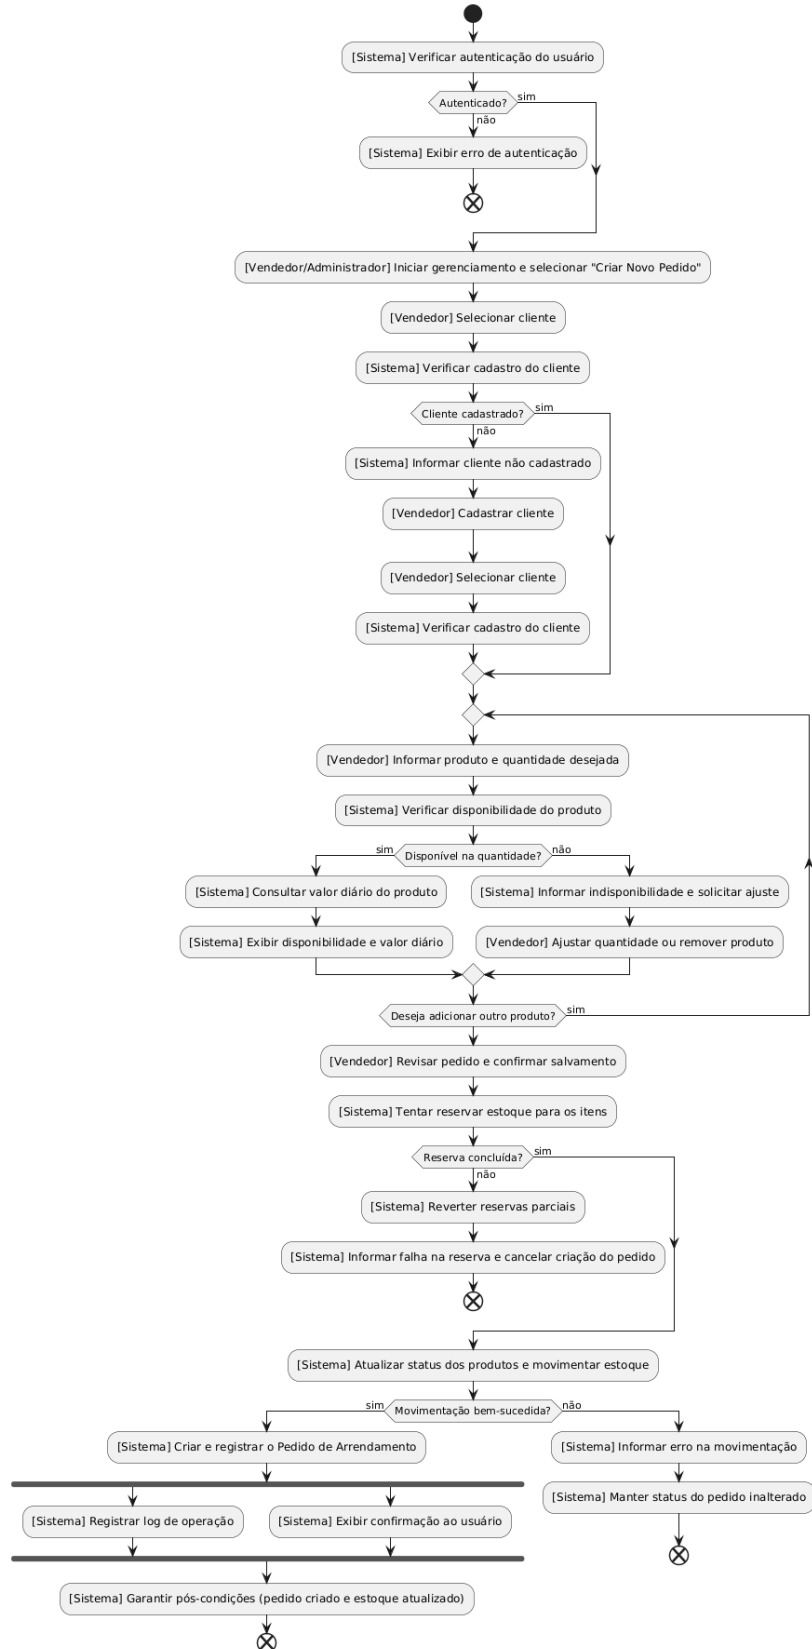 [Sistema] Verificar autenticação do usuário
Autenticado?
sim
não
[Sistema] Exibir erro de autenticação
[Vendedor/Administrador] Iniciar gerenciamento e selecionar "Criar Novo Pedido"
[Vendedor] Selecionar cliente
[Sistema] Verificar cadastro do cliente
Cliente cadastrado?
sim
não
[Sistema] Informar cliente não cadastrado
[Vendedor] Cadastrar cliente
[Vendedor] Selecionar cliente
[Sistema] Verificar cadastro do cliente
[Vendedor] Informar produto e quantidade desejada
[Sistema] Verificar disponibilidade do produto
sim
Disponível na quantidade?
não
[Sistema] Consultar valor diário do produto
[Sistema] Informar indisponibilidade e solicitar ajuste
[Sistema] Exibir disponibilidade e valor diário
[Vendedor] Ajustar quantidade ou remover produto
Deseja adicionar outro produto?
sim
[Vendedor] Revisar pedido e confirmar salvamento
[Sistema] Tentar reservar estoque para os itens
Reserva concluída?
sim
não
[Sistema] Reverter reservas parciais
[Sistema] Informar falha na reserva e cancelar criação do pedido
[Sistema] Atualizar status dos produtos e movimentar estoque
sim
Movimentação bem-sucedida?
não
[Sistema] Criar e registrar o Pedido de Arrendamento
[Sistema] Informar erro na movimentação
[Sistema] Manter status do pedido inalterado
[Sistema] Registrar log de operação
[Sistema] Exibir confirmação ao usuário
[Sistema] Garantir pós-condições (pedido criado e estoque atualizado)